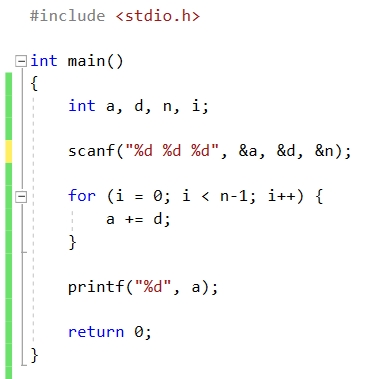 #include <stdio.h>
int main()
{
int a, d, n, i;
scanf("%d %d %d", &a, &d, &n);
for (i = 0; i < n-1; i++) {
a += d;
}
printf("%d", a);
return 0;
}